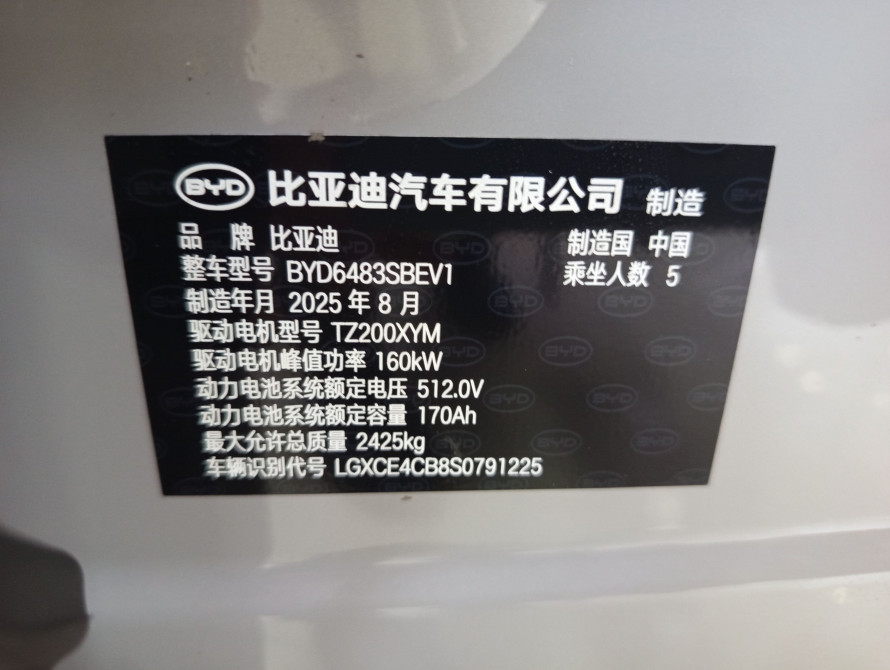 BYD 比亚迪汽车有限公司 制造
品 牌 比亚迪 制造国 中国
整车型号 BYD6483SBEV1 乘坐人数 5
制造年月 2025 年 8 月
驱动电机型号 TZ200XYM
驱动电机峰值功率 160kW
动力电池系统额定电压 512.0V
动力电池系统额定容量 170Ah
最大允许总质量 2425kg
车辆识别代号 LGXCE4CB8S0791225